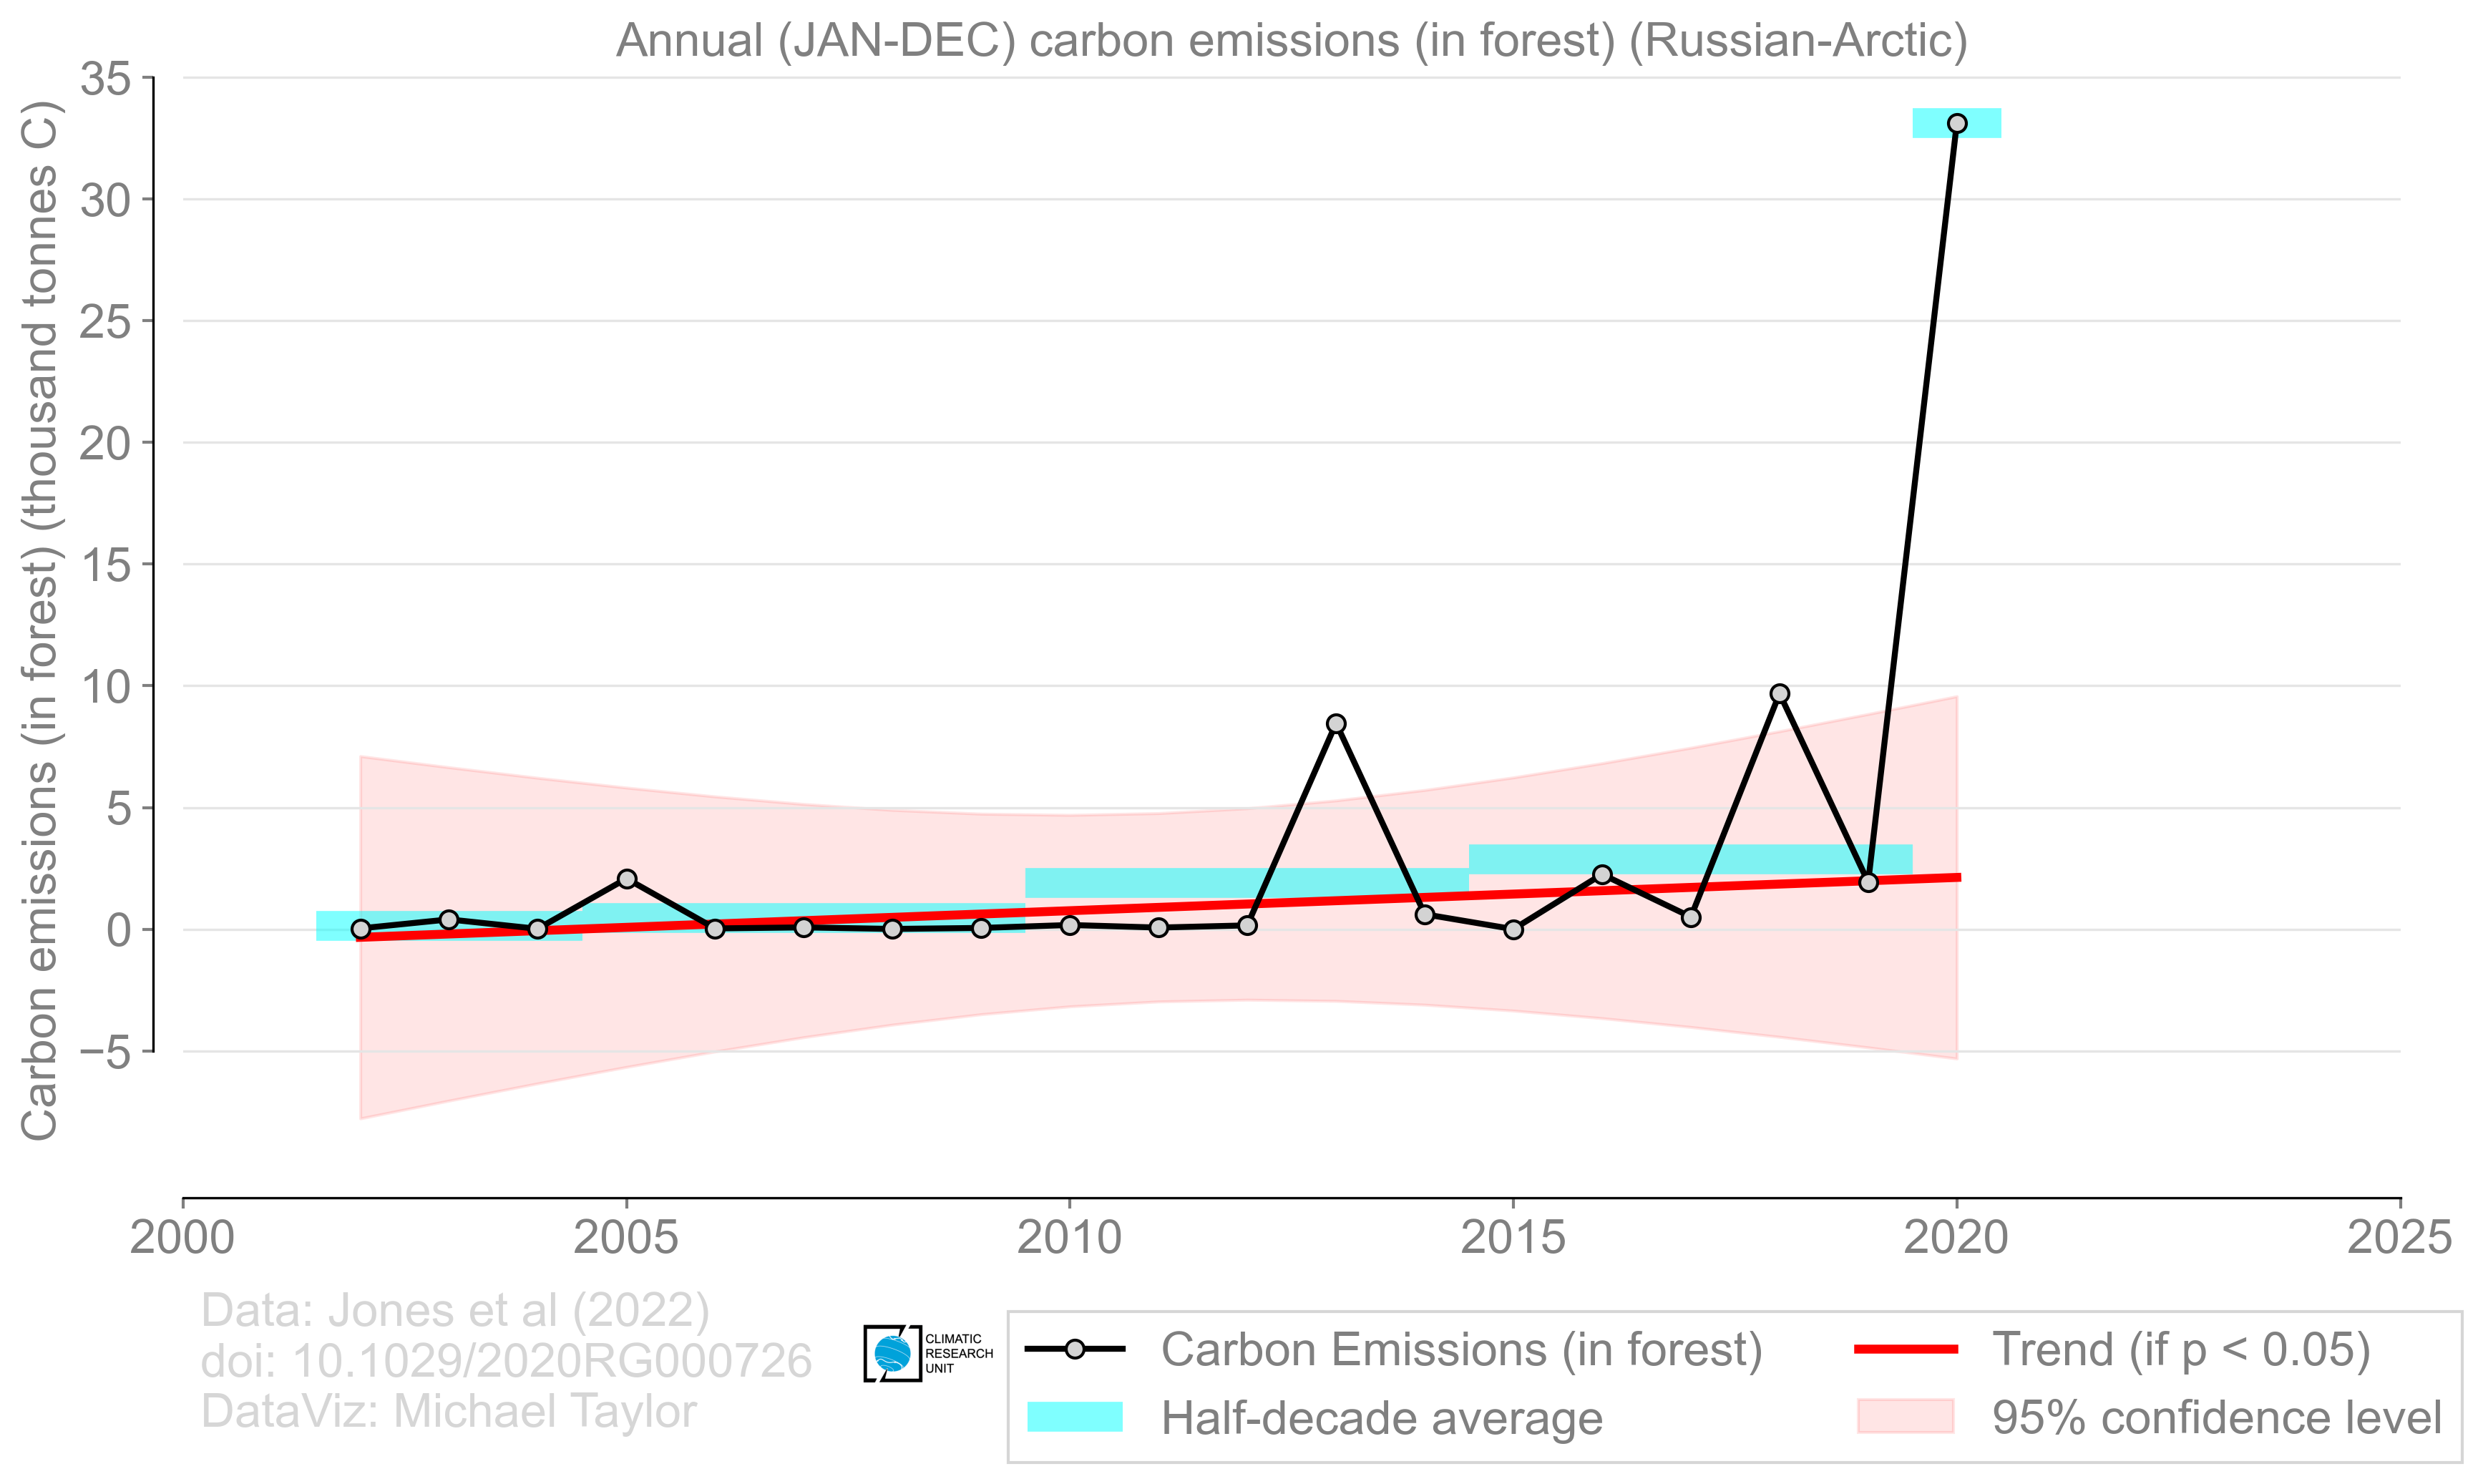 Annual (JAN-DEC) carbon emissions (in forest) (Russian-Arctic)
Carbon emissions (in forest) (thousand tonnes C)
35
30
25
20
15
10
5
0
−5
2000 2005 2010 2015 2020 2025
Data: Jones et al (2022)
doi: 10.1029/2020RG000726
DataViz: Michael Taylor
CLIMATIC
RESEARCH
UNIT
Carbon Emissions (in forest)
Half-decade average
Trend (if p < 0.05)
95% confidence level